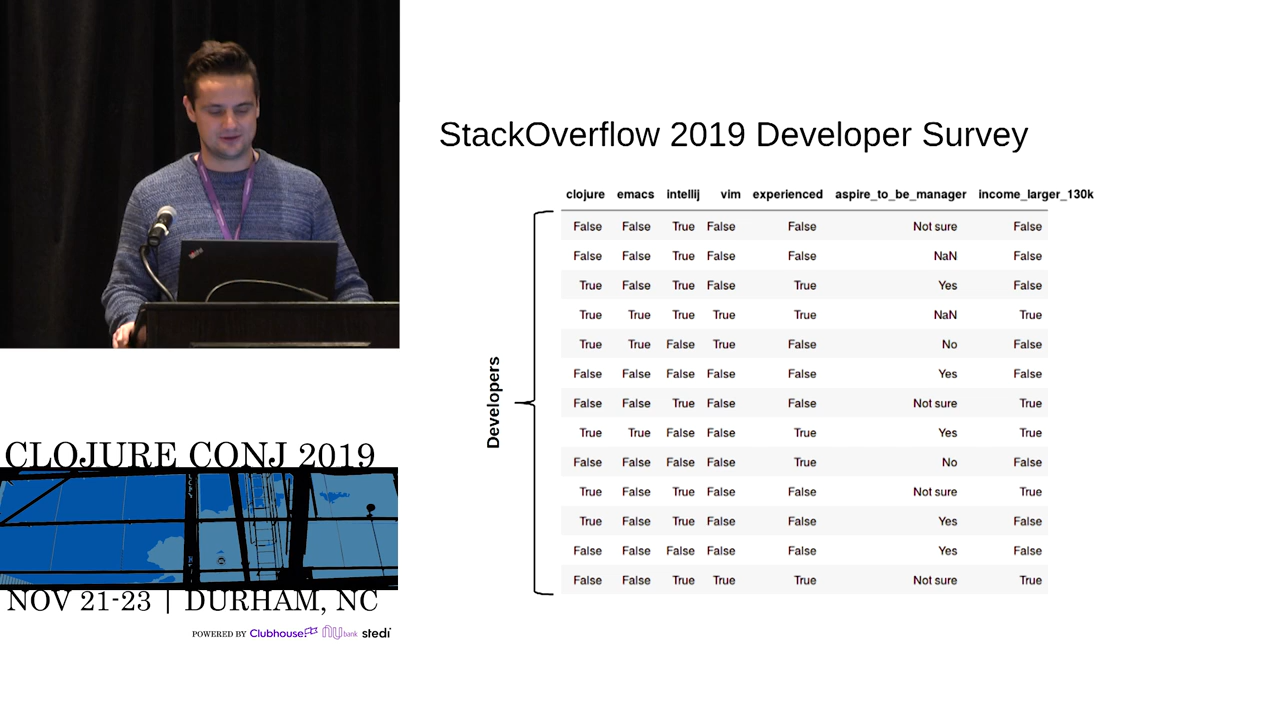 StackOverflow 2019 Developer Survey
clojure emacs intellij vim experienced aspire_to_be_manager income_larger_130k
False False True False False Not sure False
False False True False False NaN False
True False True False True Yes False
True True True True True NaN True
True True False True False No False
False False False False False Yes False
False False True False False Not sure True
True True False False True Yes True
False False False False True No False
True False True False False Not sure True
True False True False False Yes False
False False False False False Yes False
False False True True True Not sure True
Developers
CLOJURE CONJ 2019
NOV 21-23 | DURHAM, NC
POWERED BY Clubhouse nu bank stedi